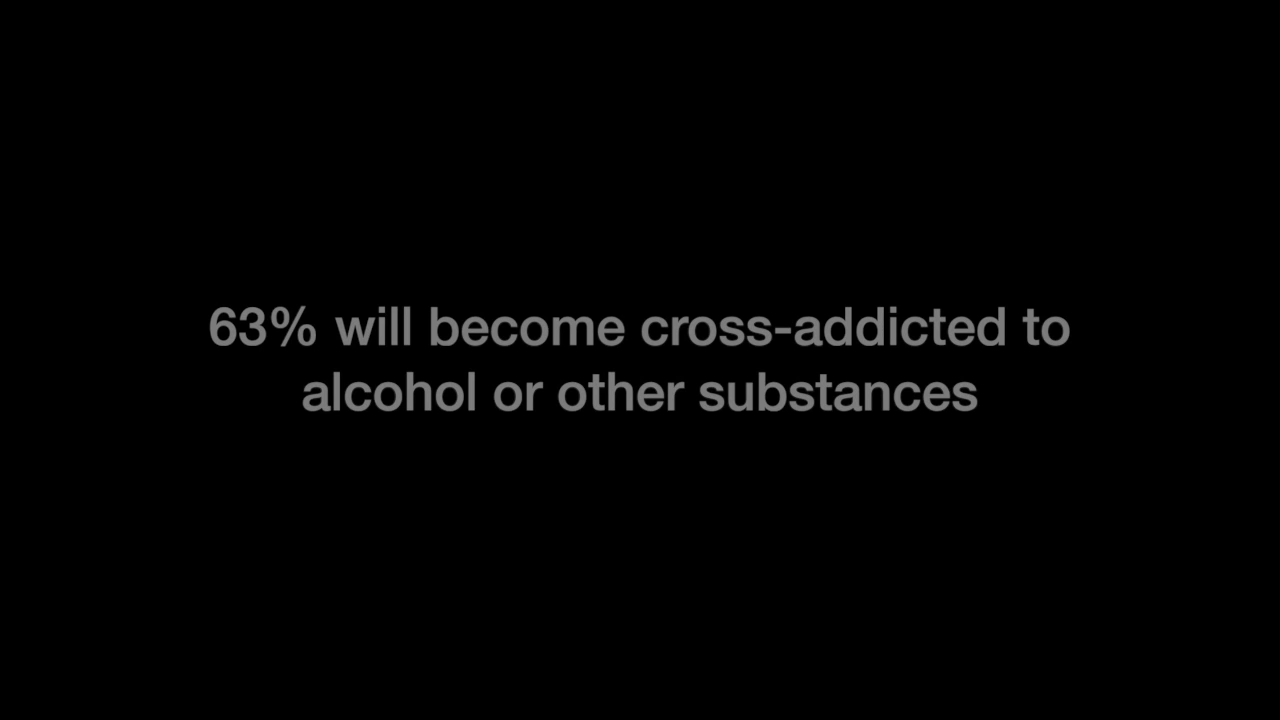 63% will become cross-addicted to
alcohol or other substances